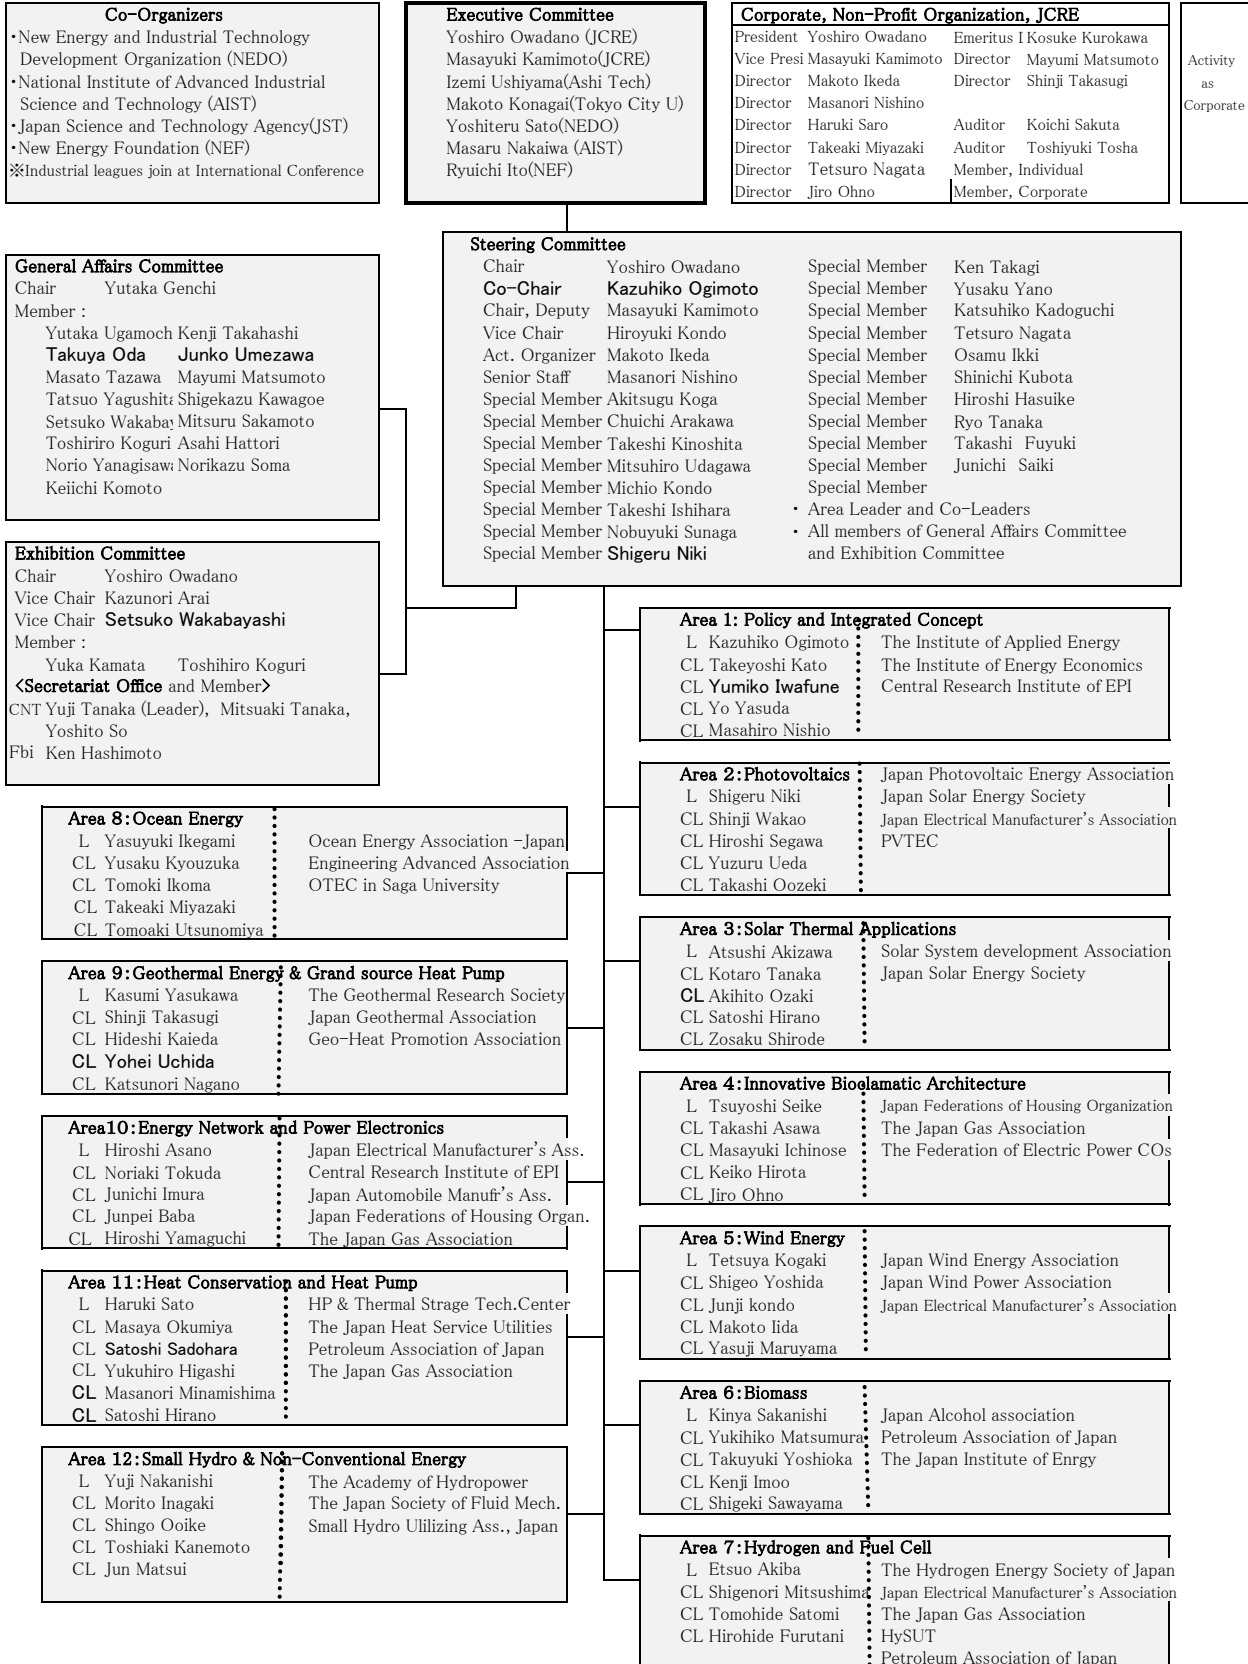 Co-Organizers
・New Energy and Industrial Technology
Development Organization (NEDO)
・National Institute of Advanced Industrial
Science and Technology (AIST)
・Japan Science and Technology Agency(JST)
・New Energy Foundation (NEF)
※Industrial leagues join at International Conference
Executive Committee
Yoshiro Owadano (JCRE)
Masayuki Kamimoto(JCRE)
Izemi Ushiyama(Ashi Tech)
Makoto Konagai(Tokyo City U)
Yoshiteru Sato(NEDO)
Masaru Nakaiwa (AIST)
Ryuichi Ito(NEF)
Corporate, Non-Profit Organization, JCRE
President Yoshiro Owadano Emeritus I Kosuke Kurokawa
Vice Presi Masayuki Kamimoto Director Mayumi Matsumoto
Director Makoto Ikeda Director Shinji Takasugi
Director Masanori Nishino
Director Haruki Saro Auditor Koichi Sakuta
Director Takeaki Miyazaki Auditor Toshiyuki Tosha
Director Tetsuro Nagata Member, Individual
Director Jiro Ohno Member, Corporate
Activity
as
Corporate
General Affairs Committee
Chair Yutaka Genchi
Member :
Yutaka Ugamoch Kenji Takahashi
Takuya Oda Junko Umezawa
Masato Tazawa Mayumi Matsumoto
Tatsuo Yagushita Shigekazu Kawagoe
Setsuko Wakabay Mitsuru Sakamoto
Toshiriro Koguri Asahi Hattori
Norio Yanagisawa Norikazu Soma
Keiichi Komoto
Steering Committee
Chair Yoshiro Owadano Special Member Ken Takagi
Co-Chair Kazuhiko Ogimoto Special Member Yusaku Yano
Chair, Deputy Masayuki Kamimoto Special Member Katsuhiko Kadoguchi
Vice Chair Hiroyuki Kondo Special Member Tetsuro Nagata
Act. Organizer Makoto Ikeda Special Member Osamu Ikki
Senior Staff Masanori Nishino Special Member Shinichi Kubota
Special Member Akitsugu Koga Special Member Hiroshi Hasuike
Special Member Chuichi Arakawa Special Member Ryo Tanaka
Special Member Takeshi Kinoshita Special Member Takashi Fuyuki
Special Member Mitsuhiro Udagawa Special Member Junichi Saiki
Special Member Michio Kondo Special Member
Special Member Takeshi Ishihara ・ Area Leader and Co-Leaders
Special Member Nobuyuki Sunaga ・ All members of General Affairs Committee
Special Member Shigeru Niki and Exhibition Committee
Exhibition Committee
Chair Yoshiro Owadano
Vice Chair Kazunori Arai
Vice Chair Setsuko Wakabayashi
Member :
Yuka Kamata Toshihiro Koguri
<Secretariat Office and Member>
CNT Yuji Tanaka (Leader), Mitsuaki Tanaka,
Yoshito So
Fbi Ken Hashimoto
Area 1: Policy and Integrated Concept
L Kazuhiko Ogimoto The Institute of Applied Energy
CL Takeyoshi Kato The Institute of Energy Economics
CL Yumiko Iwafune Central Research Institute of EPI
CL Yo Yasuda
CL Masahiro Nishio
Area 2:Photovoltaics Japan Photovoltaic Energy Association
L Shigeru Niki Japan Solar Energy Society
CL Shinji Wakao Japan Electrical Manufacturer's Association
CL Hiroshi Segawa PVTEC
CL Yuzuru Ueda
CL Takashi Oozeki
Area 3:Solar Thermal Applications
L Atsushi Akizawa Solar System development Association
CL Kotaro Tanaka Japan Solar Energy Society
CL Akihito Ozaki
CL Satoshi Hirano
CL Zosaku Shirode
Area 4:Innovative Bioclamatic Architecture
L Tsuyoshi Seike Japan Federations of Housing Organization
CL Takashi Asawa The Japan Gas Association
CL Masayuki Ichinose The Federation of Electric Power COs
CL Keiko Hirota
CL Jiro Ohno
Area 5:Wind Energy
L Tetsuya Kogaki Japan Wind Energy Association
CL Shigeo Yoshida Japan Wind Power Association
CL Junji kondo Japan Electrical Manufacturer's Association
CL Makoto Iida
CL Yasuji Maruyama
Area 6:Biomass
L Kinya Sakanishi Japan Alcohol association
CL Yukihiko Matsumura Petroleum Association of Japan
CL Takuyuki Yoshioka The Japan Institute of Enrgy
CL Kenji Imoo
CL Shigeki Sawayama
Area 7:Hydrogen and Fuel Cell
L Etsuo Akiba The Hydrogen Energy Society of Japan
CL Shigenori Mitsushima Japan Electrical Manufacturer's Association
CL Tomohide Satomi The Japan Gas Association
CL Hirohide Furutani HySUT
Petroleum Association of Japan
Area 8:Ocean Energy
L Yasuyuki Ikegami Ocean Energy Association -Japan
CL Yusaku Kyouzuka Engineering Advanced Association
CL Tomoki Ikoma OTEC in Saga University
CL Takeaki Miyazaki
CL Tomoaki Utsunomiya
Area 9:Geothermal Energy & Grand source Heat Pump
L Kasumi Yasukawa The Geothermal Research Society
CL Shinji Takasugi Japan Geothermal Association
CL Hideshi Kaieda Geo-Heat Promotion Association
CL Yohei Uchida
CL Katsunori Nagano
Area10:Energy Network and Power Electronics
L Hiroshi Asano Japan Electrical Manufacturer's Ass.
CL Noriaki Tokuda Central Research Institute of EPI
CL Junichi Imura Japan Automobile Manufr's Ass.
CL Junpei Baba Japan Federations of Housing Organ.
CL Hiroshi Yamaguchi The Japan Gas Association
Area 11:Heat Conservation and Heat Pump
L Haruki Sato HP & Thermal Strage Tech.Center
CL Masaya Okumiya The Japan Heat Service Utilities
CL Satoshi Sadohara Petroleum Association of Japan
CL Yukuhiro Higashi The Japan Gas Association
CL Masanori Minamishima
CL Satoshi Hirano
Area 12:Small Hydro & Non-Conventional Energy
L Yuji Nakanishi The Academy of Hydropower
CL Morito Inagaki The Japan Society of Fluid Mech.
CL Shingo Ooike Small Hydro Ulilizing Ass., Japan
CL Toshiaki Kanemoto
CL Jun Matsui